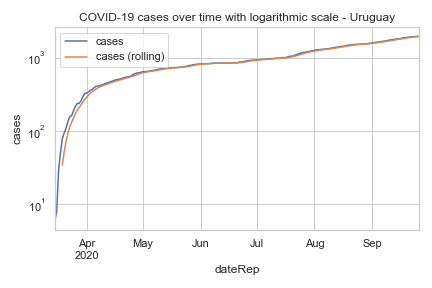 COVID-19 cases over time with logarithmic scale - Uruguay
cases
cases (rolling)
10³
10²
10¹
cases
Apr
2020
May
Jun
Jul
Aug
Sep
dateRep